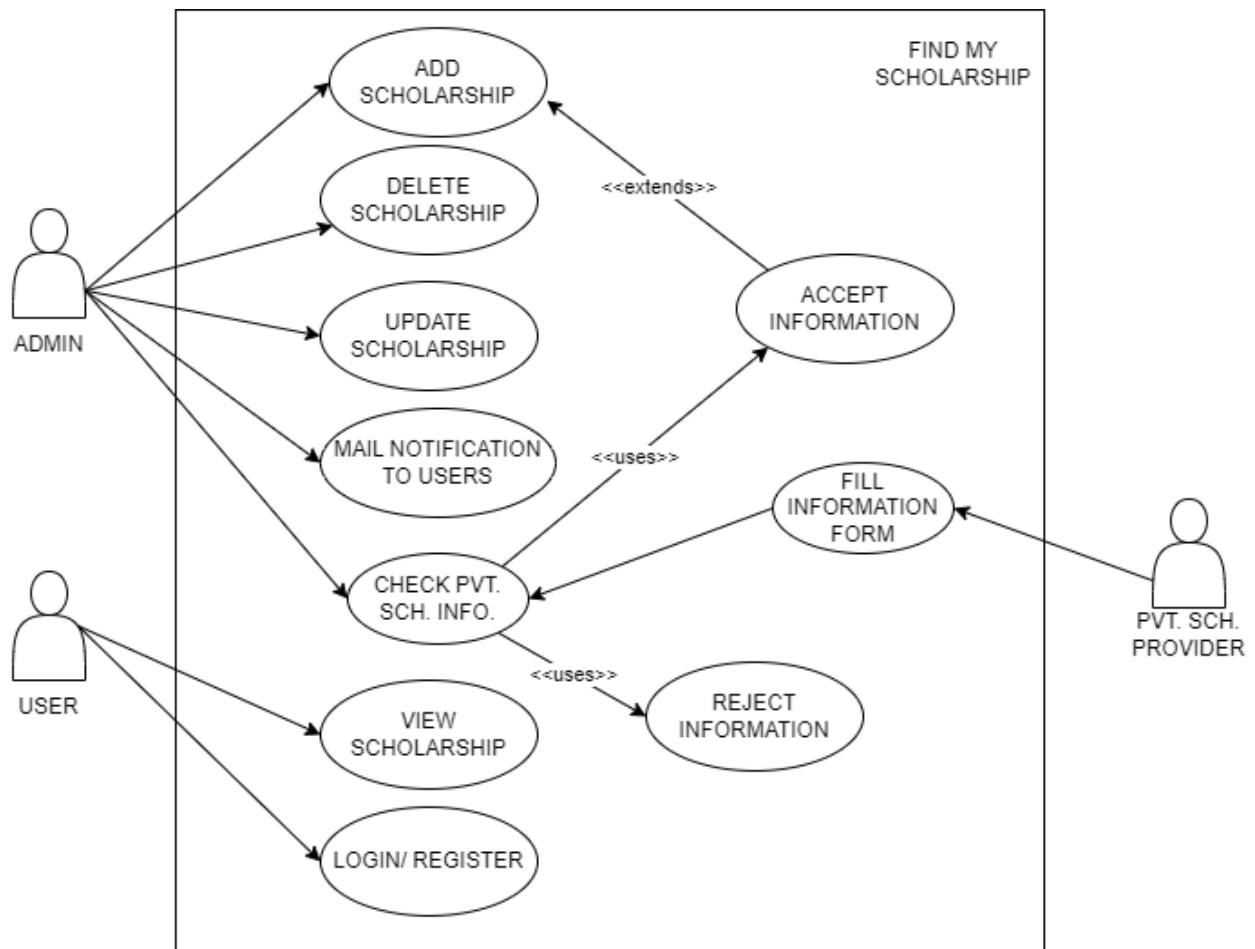 FIND MY
SCHOLARSHIP
ADD
SCHOLARSHIP
DELETE
SCHOLARSHIP
<<extends>>
ADMIN
UPDATE
SCHOLARSHIP
ACCEPT
INFORMATION
MAIL NOTIFICATION
TO USERS
<<uses>>
FILL
INFORMATION
FORM
CHECK PVT.
SCH. INFO.
PVT. SCH.
PROVIDER
<<uses>>
USER
REJECT
INFORMATION
VIEW
SCHOLARSHIP
LOGIN/ REGISTER